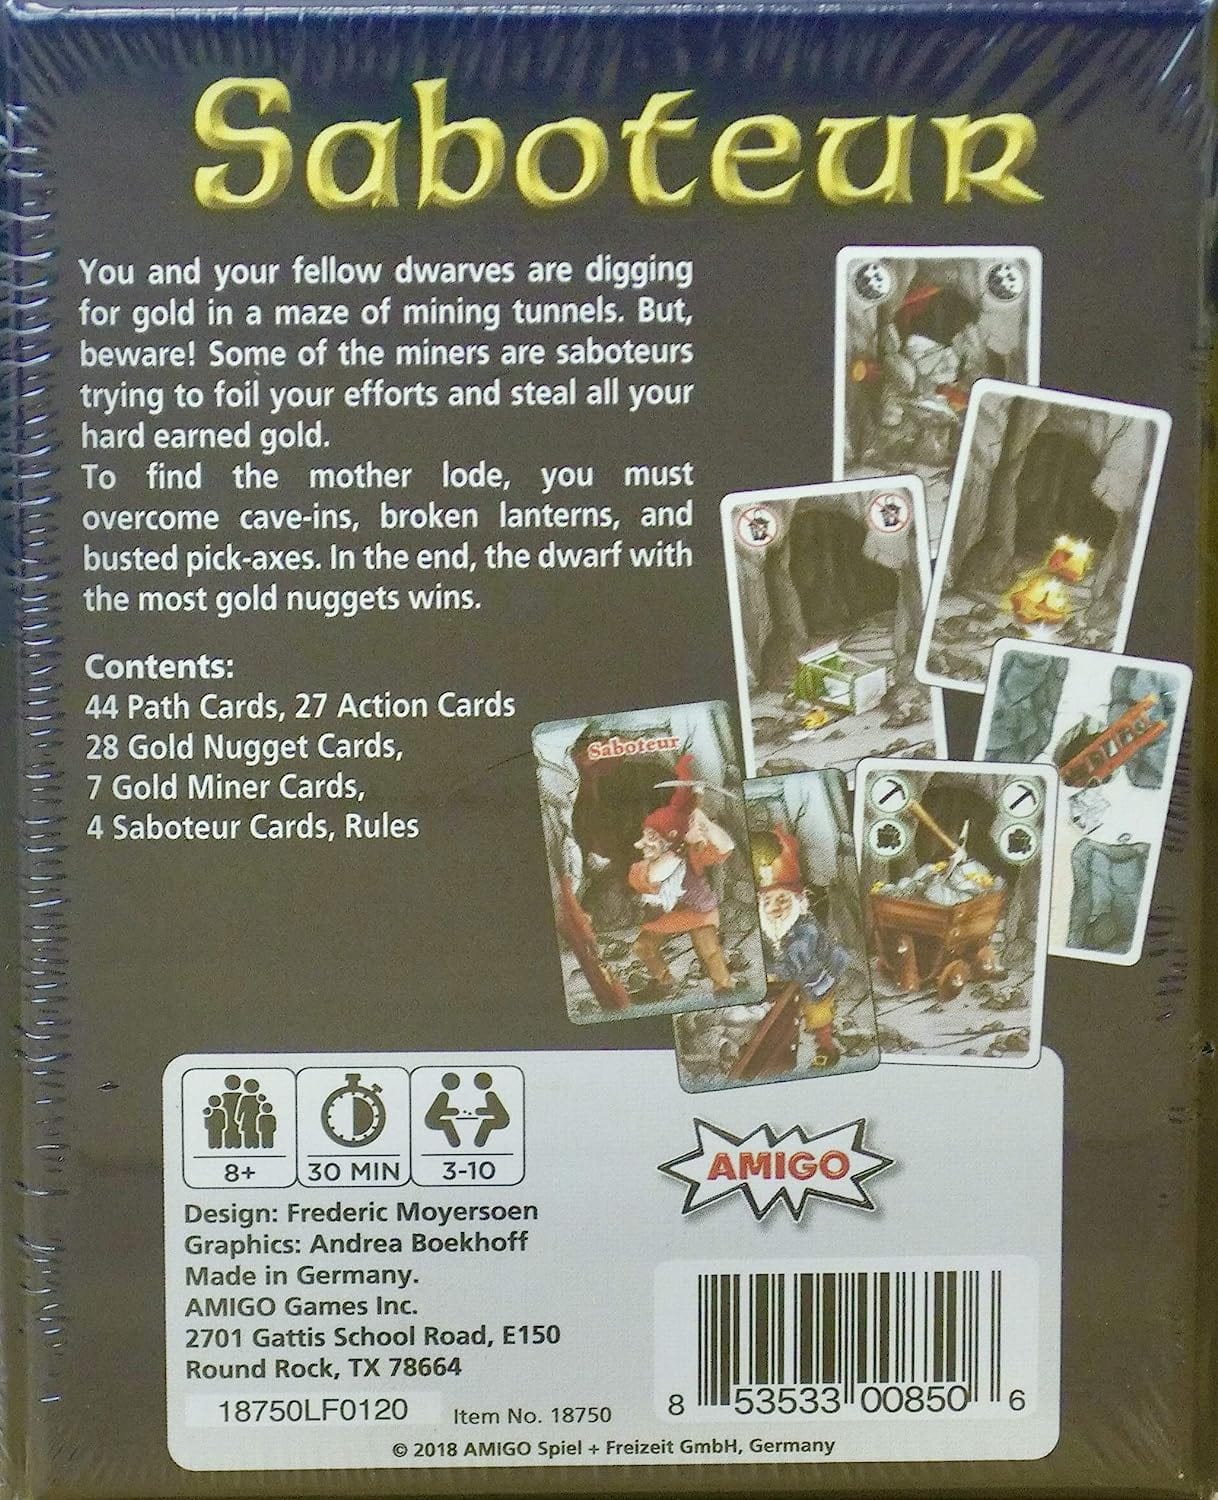 Saboteur
You and your fellow dwarves are digging
for gold in a maze of mining tunnels. But,
beware! Some of the miners are saboteurs
trying to foil your efforts and steal all your
hard earned gold.
To find the mother lode, you must
overcome cave-ins, broken lanterns, and
busted pick-axes. In the end, the dwarf with
the most gold nuggets wins.
Contents:
44 Path Cards, 27 Action Cards
28 Gold Nugget Cards,
7 Gold Miner Cards,
4 Saboteur Cards, Rules
Saboteur
8+
30 MIN
3-10
AMIGO
Design: Frederic Moyersoen
Graphics: Andrea Boekhoff
Made in Germany.
AMIGO Games Inc.
2701 Gattis School Road, E150
Round Rock, TX 78664
18750LF0120
Item No. 18750
8 53533 00850 6
© 2018 AMIGO Spiel + Freizeit GmbH, Germany